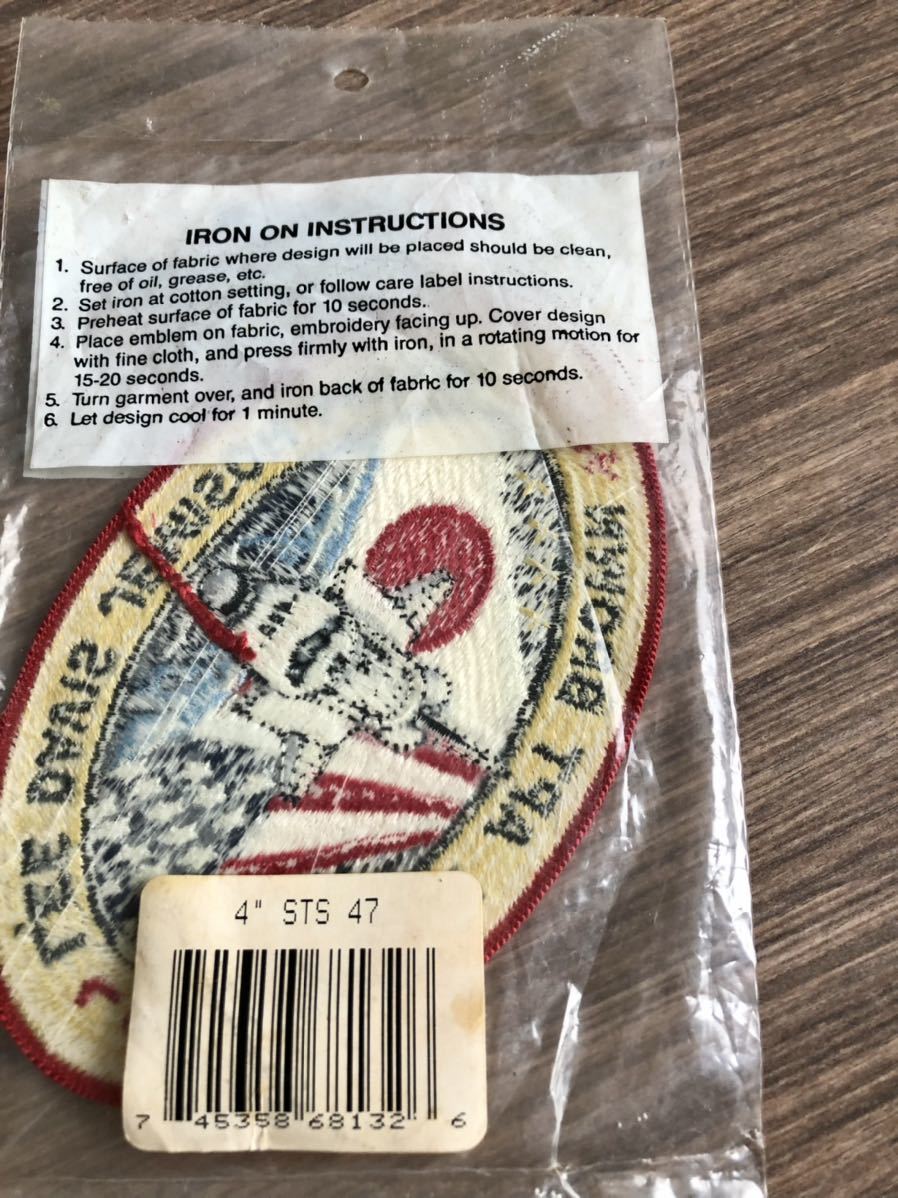 IRON ON INSTRUCTIONS
1. Surface of fabric where design will be placed should be clean,
free of oil, grease, etc.
2. Set iron at cotton setting, or follow care label instructions.
3. Preheat surface of fabric for 10 seconds.
4. Place emblem on fabric, embroidery facing up. Cover design
with fine cloth, and press firmly with iron, in a rotating motion for
15-20 seconds.
5. Turn garment over, and iron back of fabric for 10 seconds.
6. Let design cool for 1 minute.
LEE DAVIS
APT
4" STS 47
7 45358 68132 6